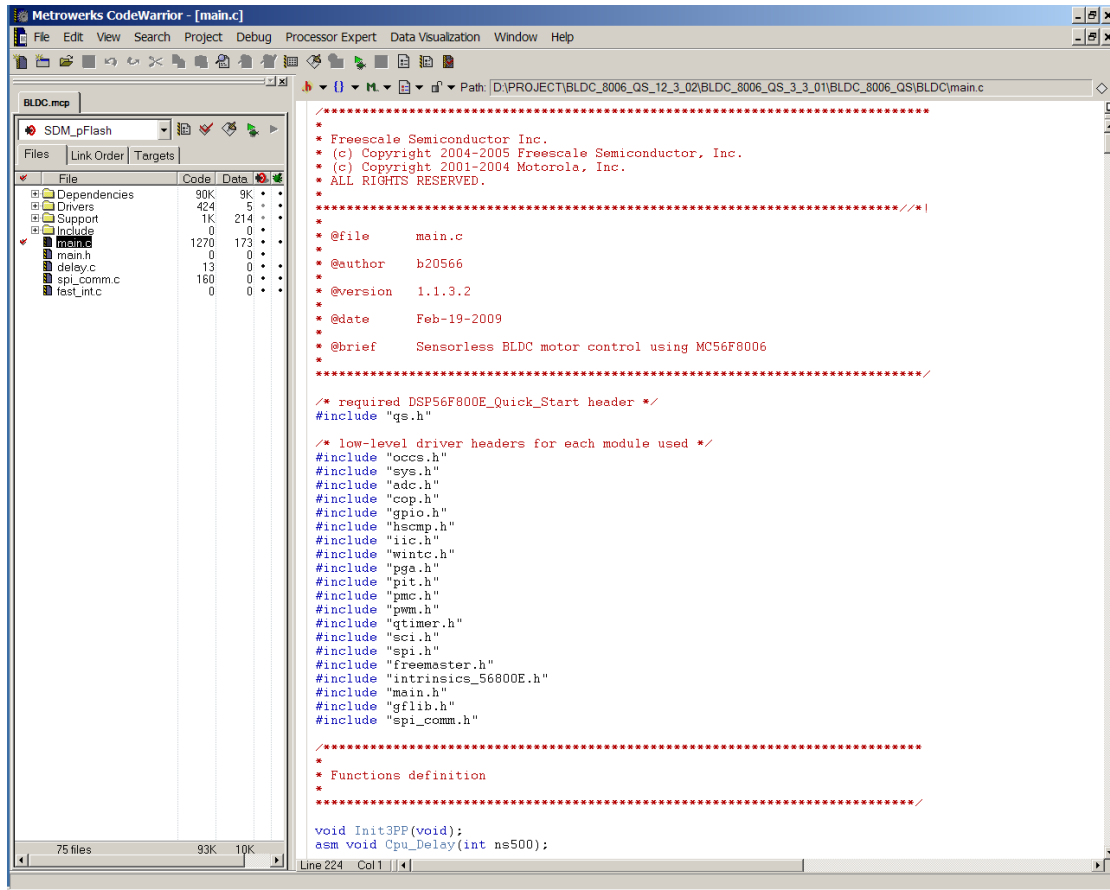 Metrowerks CodeWarrior - [main.c]
File Edit View Search Project Debug Processor Expert Data Visualization Window Help
Path: D:\PROJECT\BLDC_8006_QS_12_3_02\BLDC_8006_QS_3_3_01\BLDC_8006_QS\BLDC\main.c
BLDC.mcp
SDM_pFlash
Files Link Order Targets
File Code Data
Dependencies 90K 9K
Drivers 424 5
Support 1K 214
Include 0 0
main.c 1270 173
main.h 0 0
delay.c 13 0
spi_comm.c 160 0
fast_int.c 0 0
75 files 93K 10K
/******************************************************************************
*
* Freescale Semiconductor Inc.
* (c) Copyright 2004-2005 Freescale Semiconductor, Inc.
* (c) Copyright 2001-2004 Motorola, Inc.
* ALL RIGHTS RESERVED.
*
***************************************************************************//*!
*
* @file main.c
*
* @author b20566
*
* @version 1.1.3.2
*
* @date Feb-19-2009
*
* @brief Sensorless BLDC motor control using MC56F8006
*
******************************************************************************/
/* required DSP56F800E_Quick_Start header */
#include "qs.h"
/* low-level driver headers for each module used */
#include "occs.h"
#include "sys.h"
#include "adc.h"
#include "cop.h"
#include "gpio.h"
#include "hscmp.h"
#include "iic.h"
#include "wintc.h"
#include "pga.h"
#include "pit.h"
#include "pmc.h"
#include "pwm.h"
#include "qtimer.h"
#include "sci.h"
#include "spi.h"
#include "freemaster.h"
#include "intrinsics_56800E.h"
#include "main.h"
#include "gflib.h"
#include "spi_comm.h"
/*****************************************************************************
*
* Functions definition
*
*****************************************************************************/
void Init3PP(void);
asm void Cpu_Delay(int ns500);
Line 224 Col 1